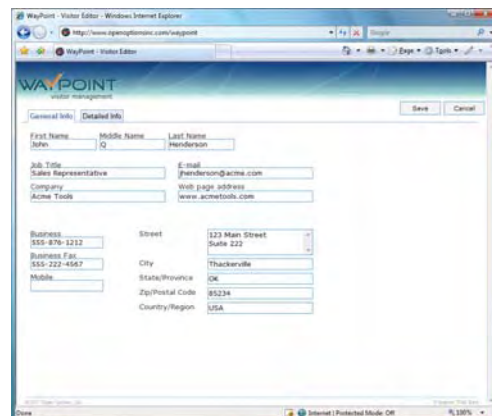 WayPoint - Visitor Editor - Windows Internet Explorer
http://www.openoptionsinc.com/waypoint
WayPoint - Visitor Editor
Page
Tools
WAYPOINT
visitor management
Save Cancel
General Info Detailed Info
First Name Middle Name Last Name
John Q Henderson
Job Title E-mail
Sales Representative jhenderson@acme.com
Company Web page address
Acme Tools www.acmetools.com
Business Street 123 Main Street
555-876-1212 Suite 222
Business Fax
555-222-4567 City Thackerville
Mobile State/Province OK
Zip/Postal Code 85234
Country/Region USA
Done Internet | Protected Mode: Off 100%